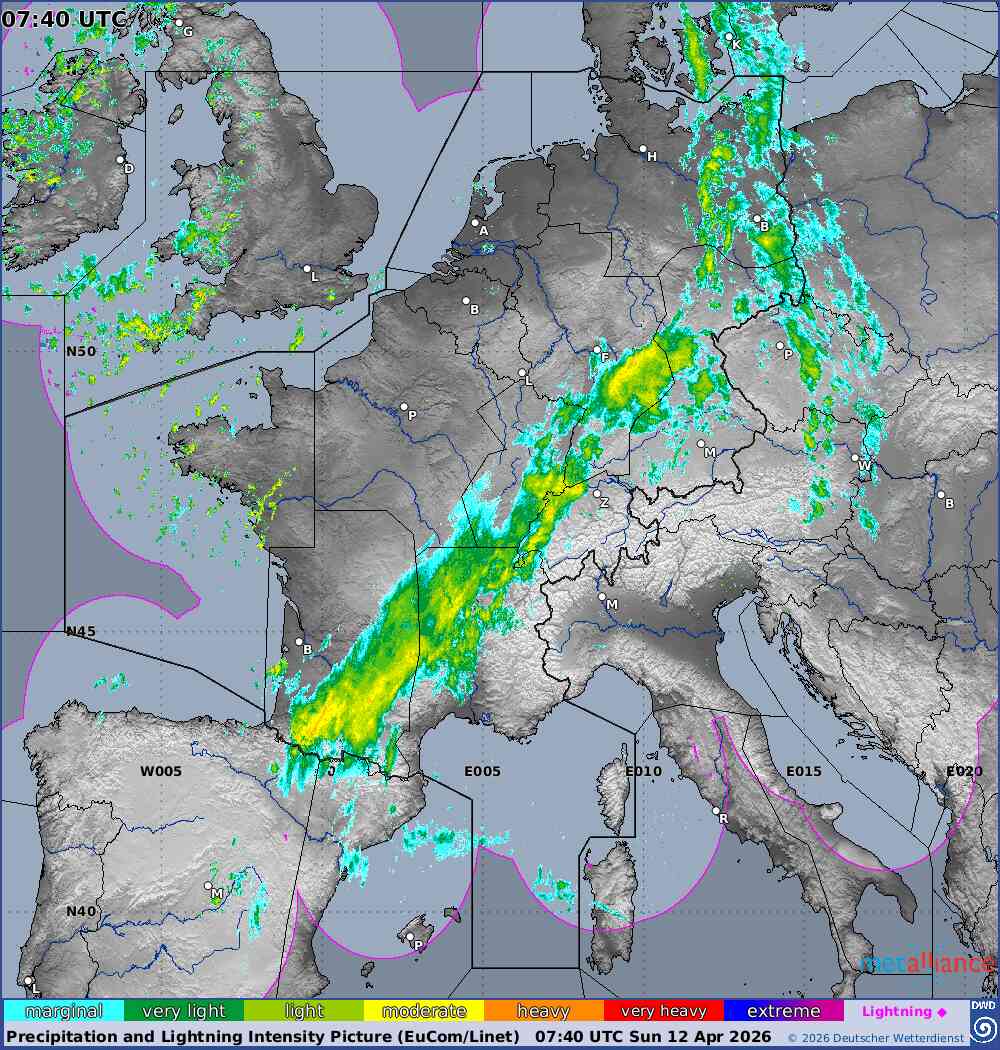 07:40 UTC
G
K
D
H
A
B
L
B
N50
F
P
L
P
M
W
Z
B
M
N45
B
W005
0
E005
E010
E015
E020
R
M
N40
P
L
metalliance
marginal very light light moderate heavy very heavy extreme Lightning ◆
DWD
Precipitation and Lightning Intensity Picture (EuCom/Linet) 07:40 UTC Sun 12 Apr 2026 © 2026 Deutscher Wetterdienst